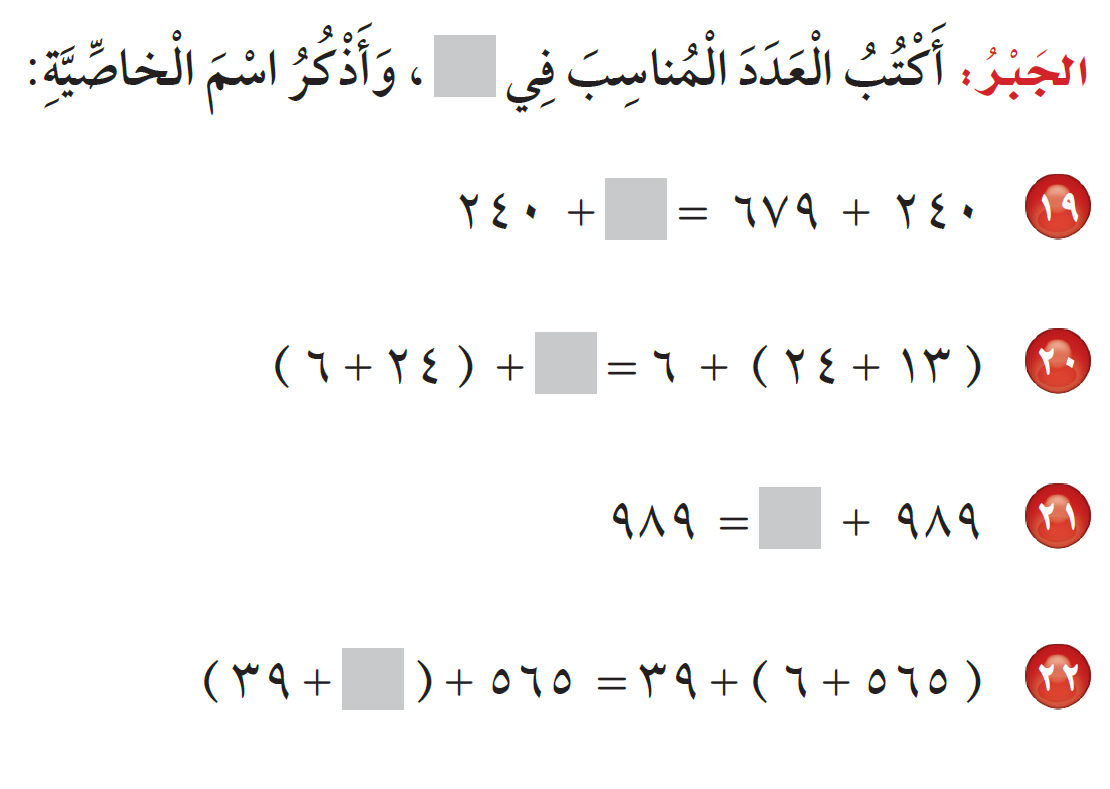 الجَبْرُ: أَكْتُبُ الْعَدَدَ الْمُناسِبَ فِي ، وَأَذْكُرُ اسْمَ الْخاصِّيَّةِ:
١٩ ٢٤٠ + ٦٧٩ = + ٢٤٠
٢٠ ( ١٣ + ٢٤ ) + ٦ = + ( ٢٤ + ٦ )
٢١ ٩٨٩ + = ٩٨٩
٢٢ ( ٥٦٥ + ٦ ) + ٣٩ = ٥٦٥ + ( + ٣٩ )